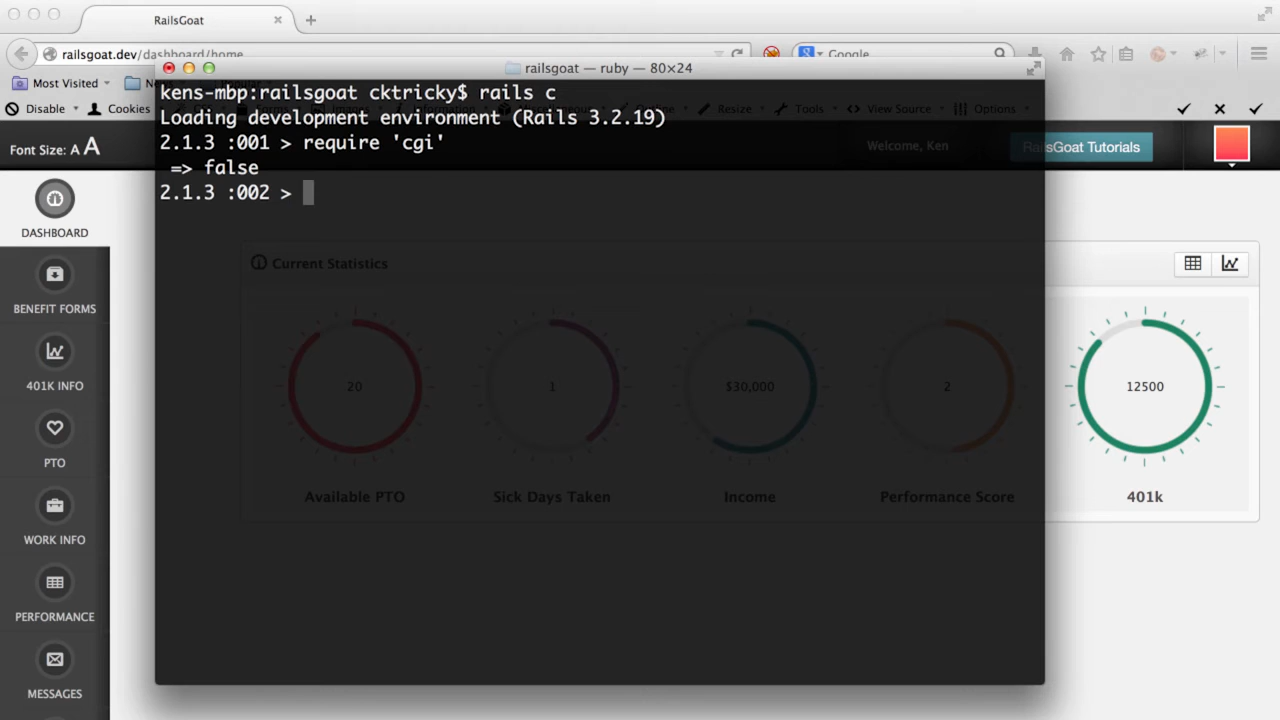 RailsGoat
railsgoat.dev/dashboard/home
Google
railsgoat — ruby — 80×24
Most Visited
Disable
Cookies
Resize
Tools
View Source
Options
kens-mbp:railsgoat cktricky$ rails c
Loading development environment (Rails 3.2.19)
2.1.3 :001 > require 'cgi'
=> false
2.1.3 :002 >
Font Size: A A
Welcome, Ken
RailsGoat Tutorials
DASHBOARD
BENEFIT FORMS
401K INFO
PTO
WORK INFO
PERFORMANCE
MESSAGES
Current Statistics
20
1
$30,000
2
12500
Available PTO
Sick Days Taken
Income
Performance Score
401k